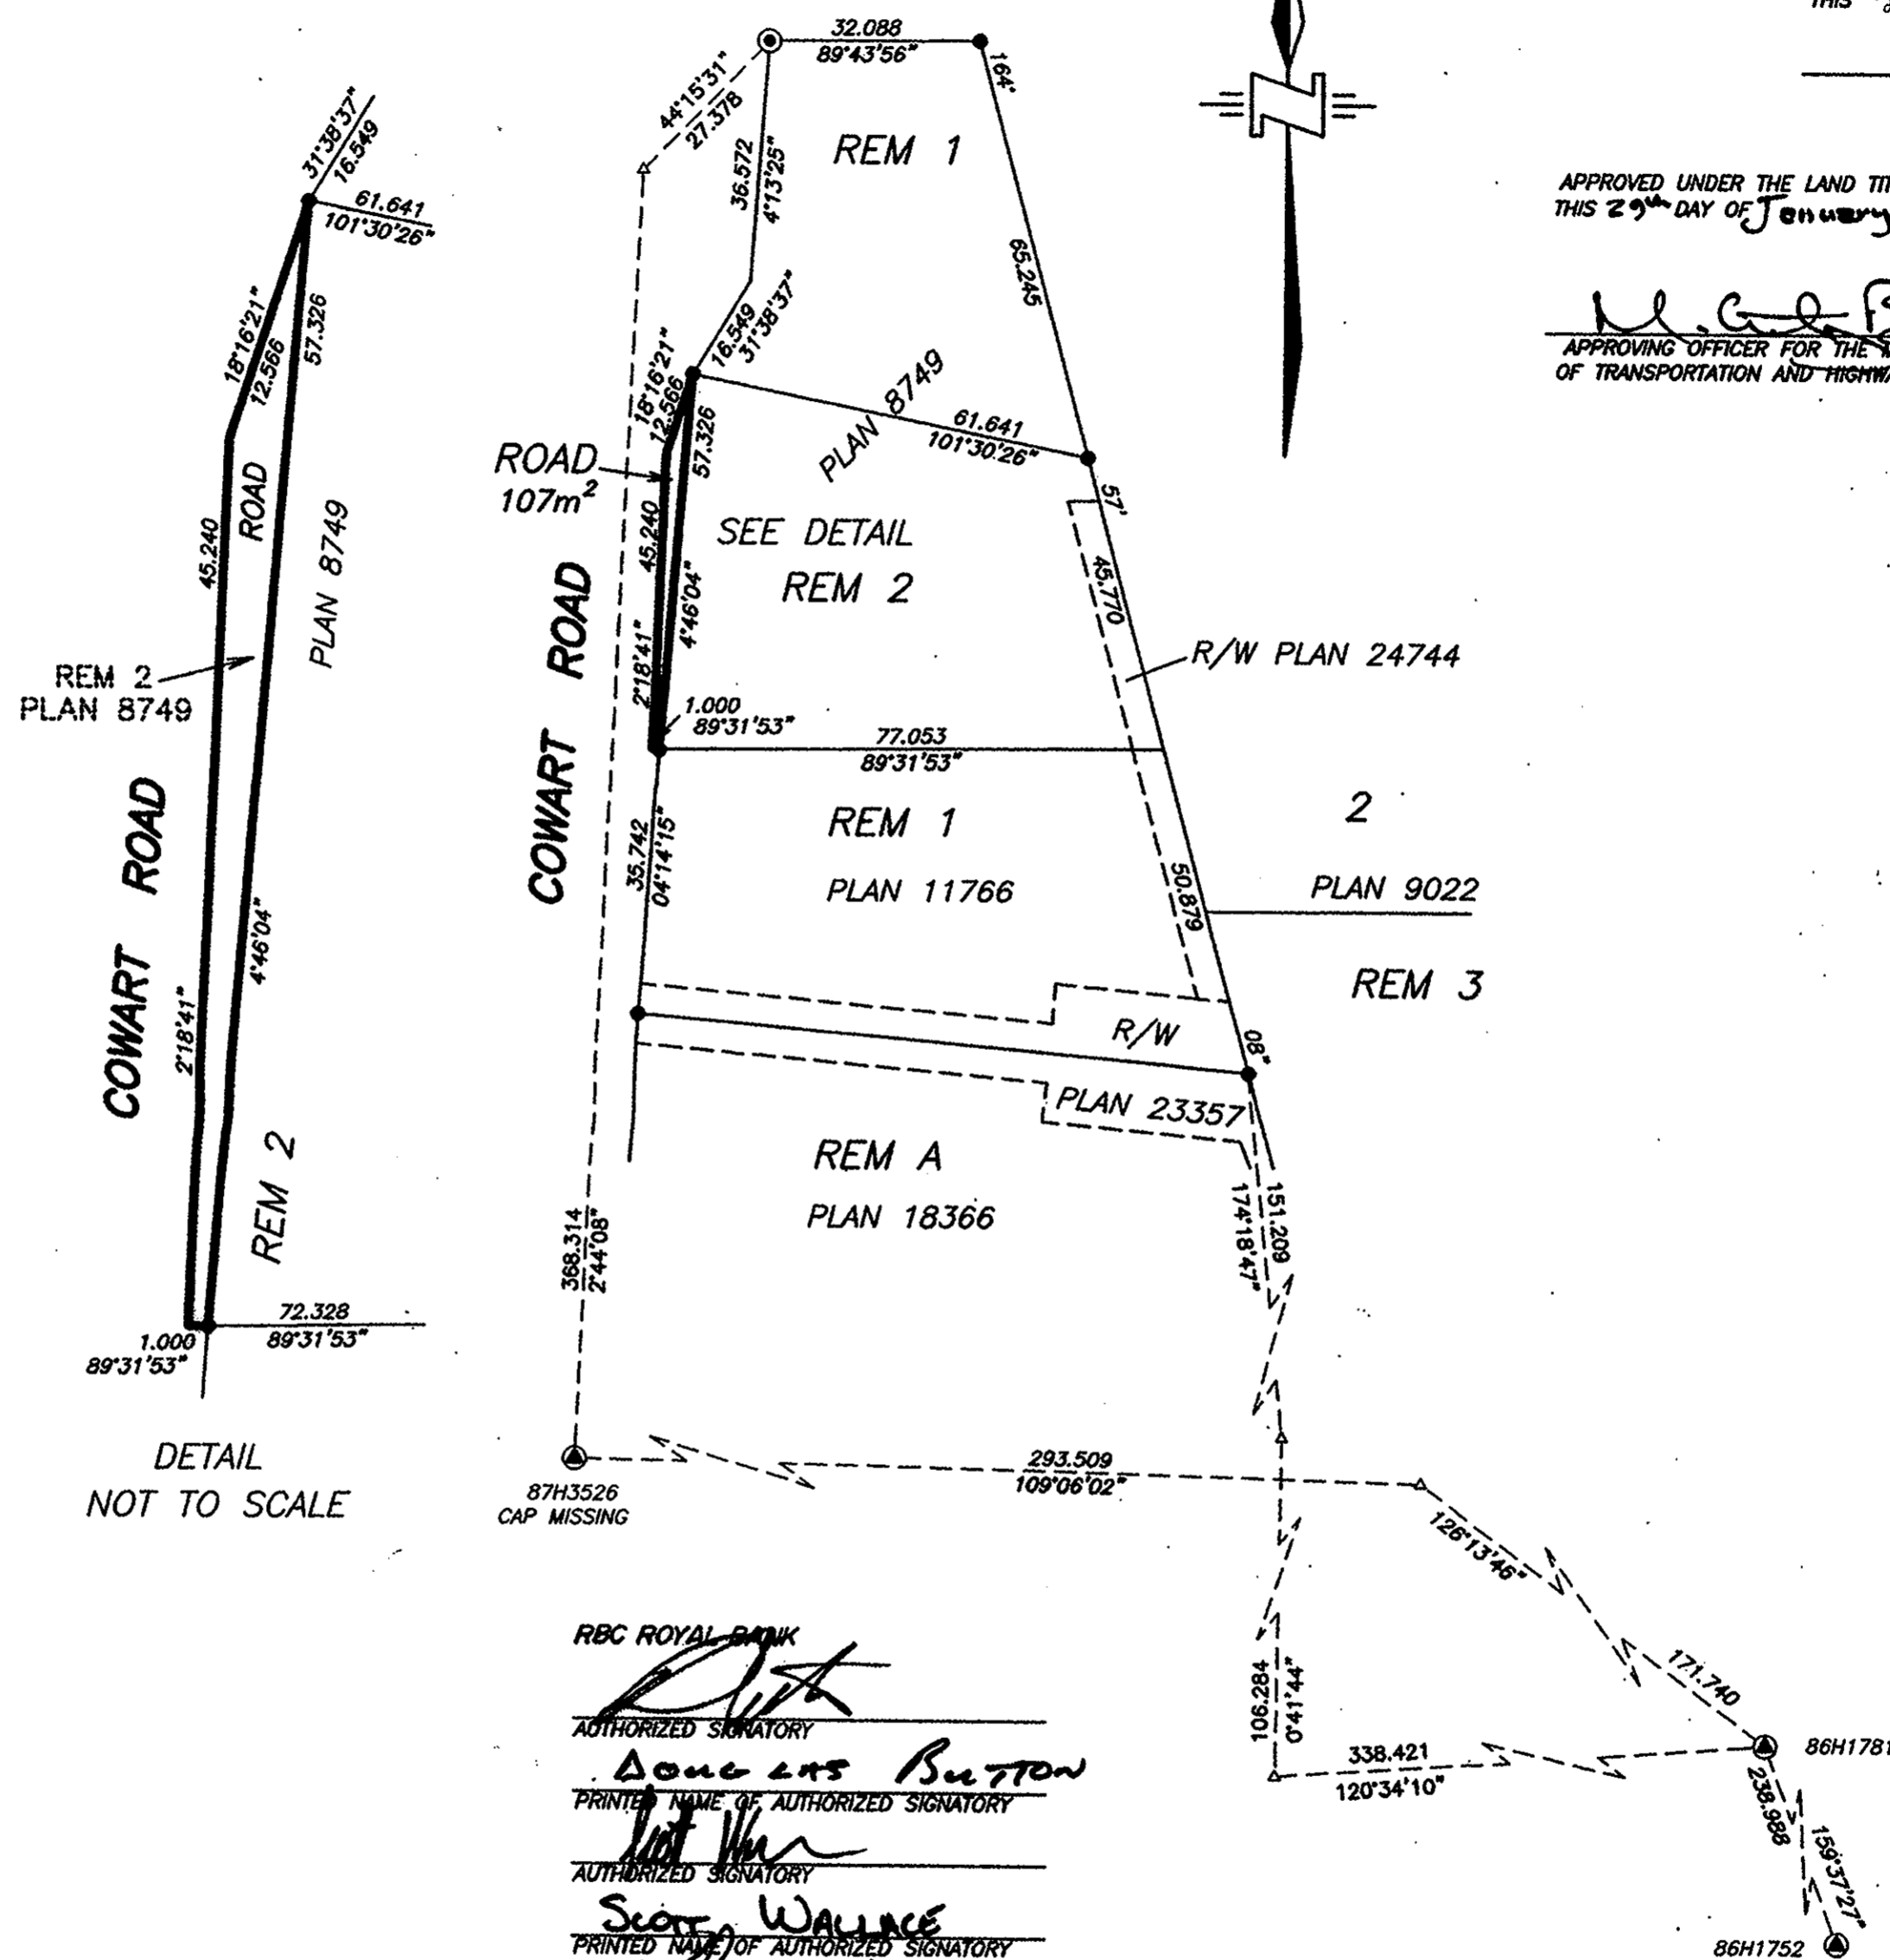 THIS
32.088
89°43'56"
164°
44°15'31"
27.378
36.572
4°13'25"
REM 1
65.245
31°38'37"
16.549
61.641
101°30'26"
18°16'21"
12.566
57.326
45.240
ROAD
PLAN 8749
REM 2
PLAN 8749
COWART ROAD
2°18'41"
4°46'04"
REM 2
72.328
89°31'53"
1.000
89°31'53"
DETAIL
NOT TO SCALE
APPROVED UNDER THE LAND TIT
THIS 29th DAY OF January
APPROVING OFFICER FOR THE M
OF TRANSPORTATION AND HIGHWA
16.549
31°38'37"
18°16'21"
12.566
57.326
PLAN 8749
61.641
101°30'26"
ROAD
107m²
SEE DETAIL
REM 2
45.240
2°18'41"
4°46'04"
57'
45.770
R/W PLAN 24744
COWART ROAD
1.000
89°31'53"
77.053
89°31'53"
35.742
04°14'15"
REM 1
PLAN 11766
50.879
2
PLAN 9022
REM 3
08"
R/W
PLAN 23357
REM A
PLAN 18366
151.209
174°18'47"
368.314
2°44'08"
87H3526
CAP MISSING
293.509
109°06'02"
126°13'46"
171.740
106.284
0°41'44"
338.421
120°34'10"
86H1781
238.988
159°37'27"
86H1752
RBC ROYAL BANK
AUTHORIZED SIGNATORY
DOUGLAS BUTTON
PRINTED NAME OF AUTHORIZED SIGNATORY
AUTHORIZED SIGNATORY
SCOTT WALLACE
PRINTED NAME OF AUTHORIZED SIGNATORY